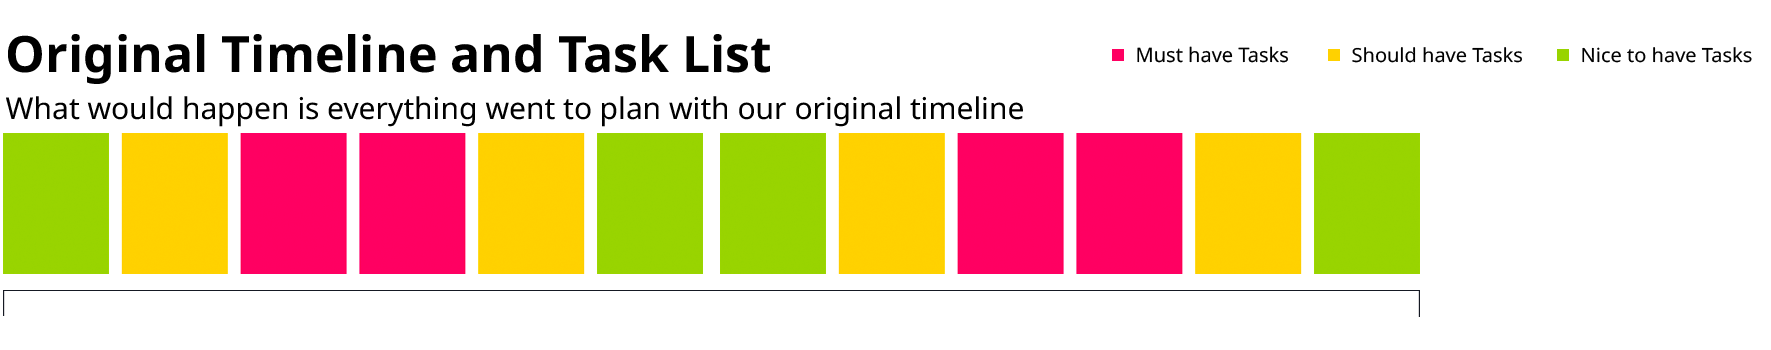 Original Timeline and Task List
Must have Tasks
Should have Tasks
Nice to have Tasks
What would happen is everything went to plan with our original timeline